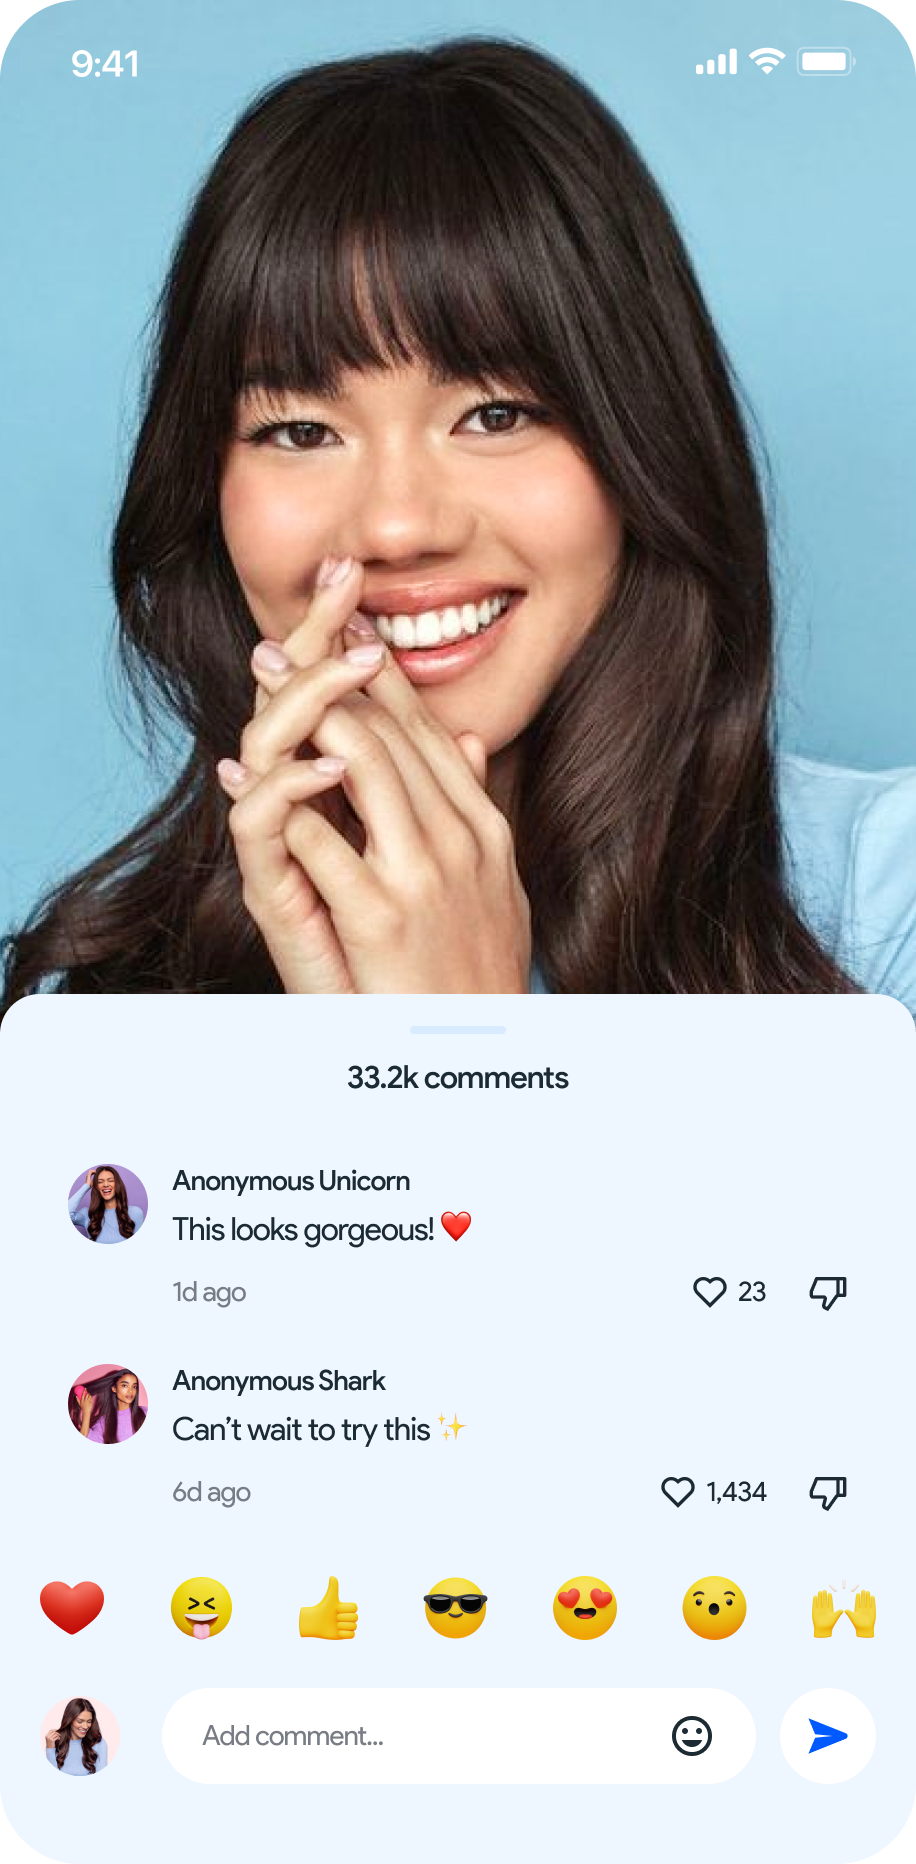 9:41
33.2k comments
Anonymous Unicorn
This looks gorgeous! ❤️
1d ago
23
Anonymous Shark
Can’t wait to try this ✨
6d ago
1,434
Add comment...